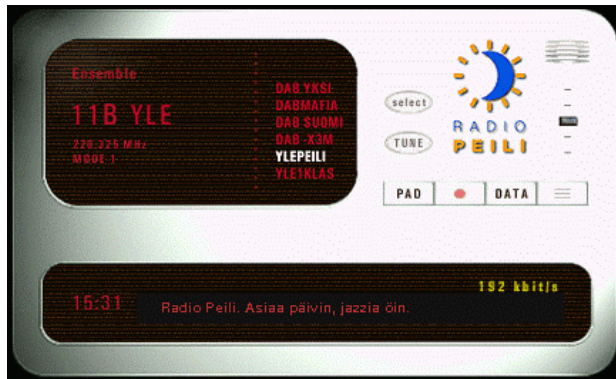 Ensemble
11B YLE
220.325 MHz
MODE 1
DAB YKSI
DABMAFIA
DAB SUOMI
DAB -X3M
YLEPEILI
YLE1KLAS
select
TUNE
RADIO
PEILI
PAD
DATA
192 kbit/s
15:31
Radio Peili. Asiaa päivin, jazzia öin.